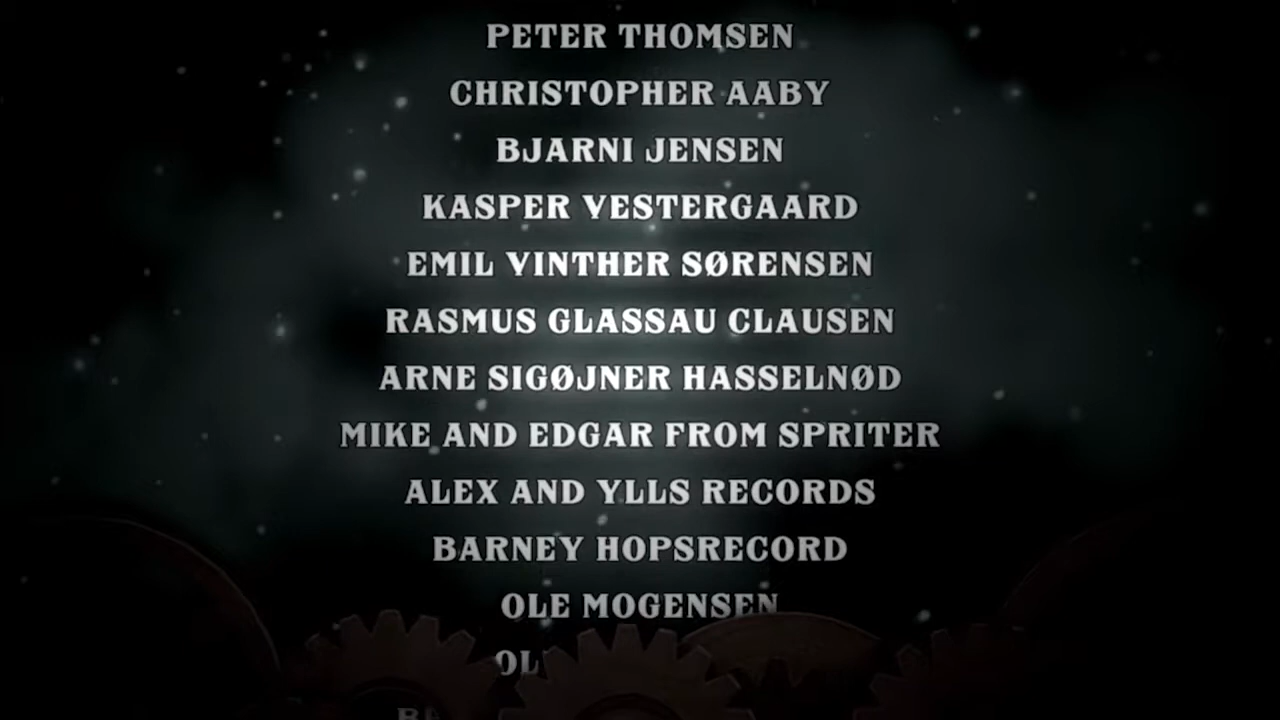 PETER THOMSEN
CHRISTOPHER AABY
BJARNI JENSEN
KASPER VESTERGAARD
EMIL VINTHER SØRENSEN
RASMUS GLASSAU CLAUSEN
ARNE SIGØJNER HASSELNØD
MIKE AND EDGAR FROM SPRITER
ALEX AND YLLS RECORDS
BARNEY HOPSRECORD
OLE MOGENSEN